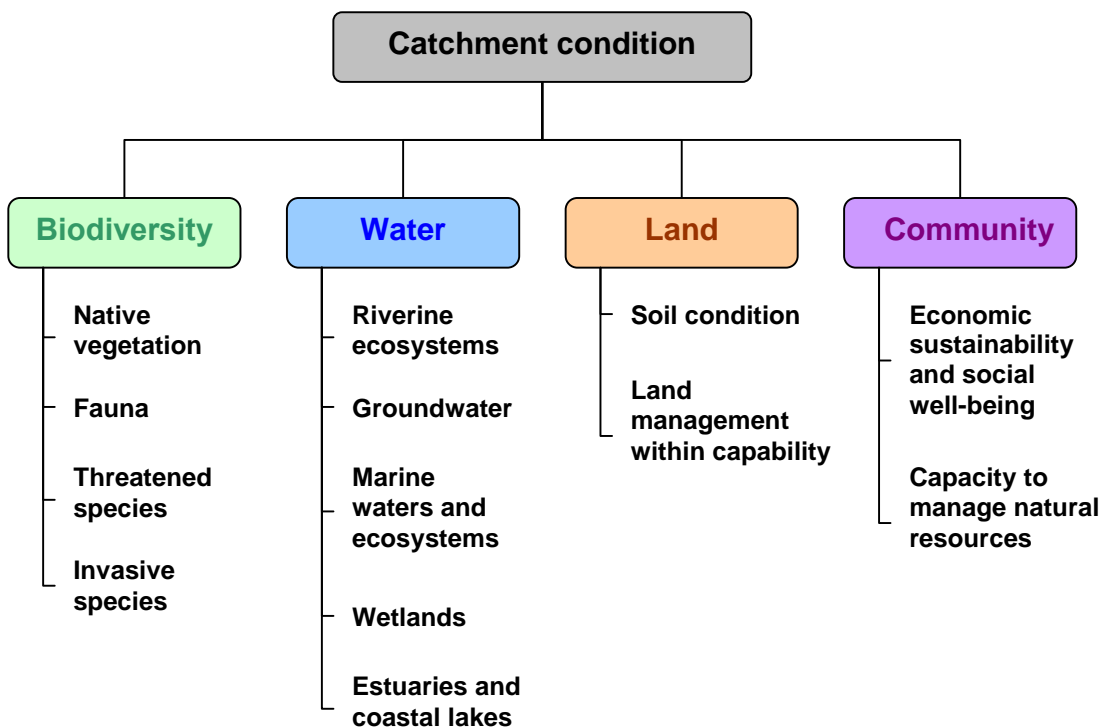 Catchment condition
Biodiversity
Native
vegetation
Fauna
Threatened
species
Invasive
species
Water
Riverine
ecosystems
Groundwater
Marine
waters and
ecosystems
Wetlands
Estuaries and
coastal lakes
Land
Soil condition
Land
management
within capability
Community
Economic
sustainability
and social
well-being
Capacity to
manage natural
resources